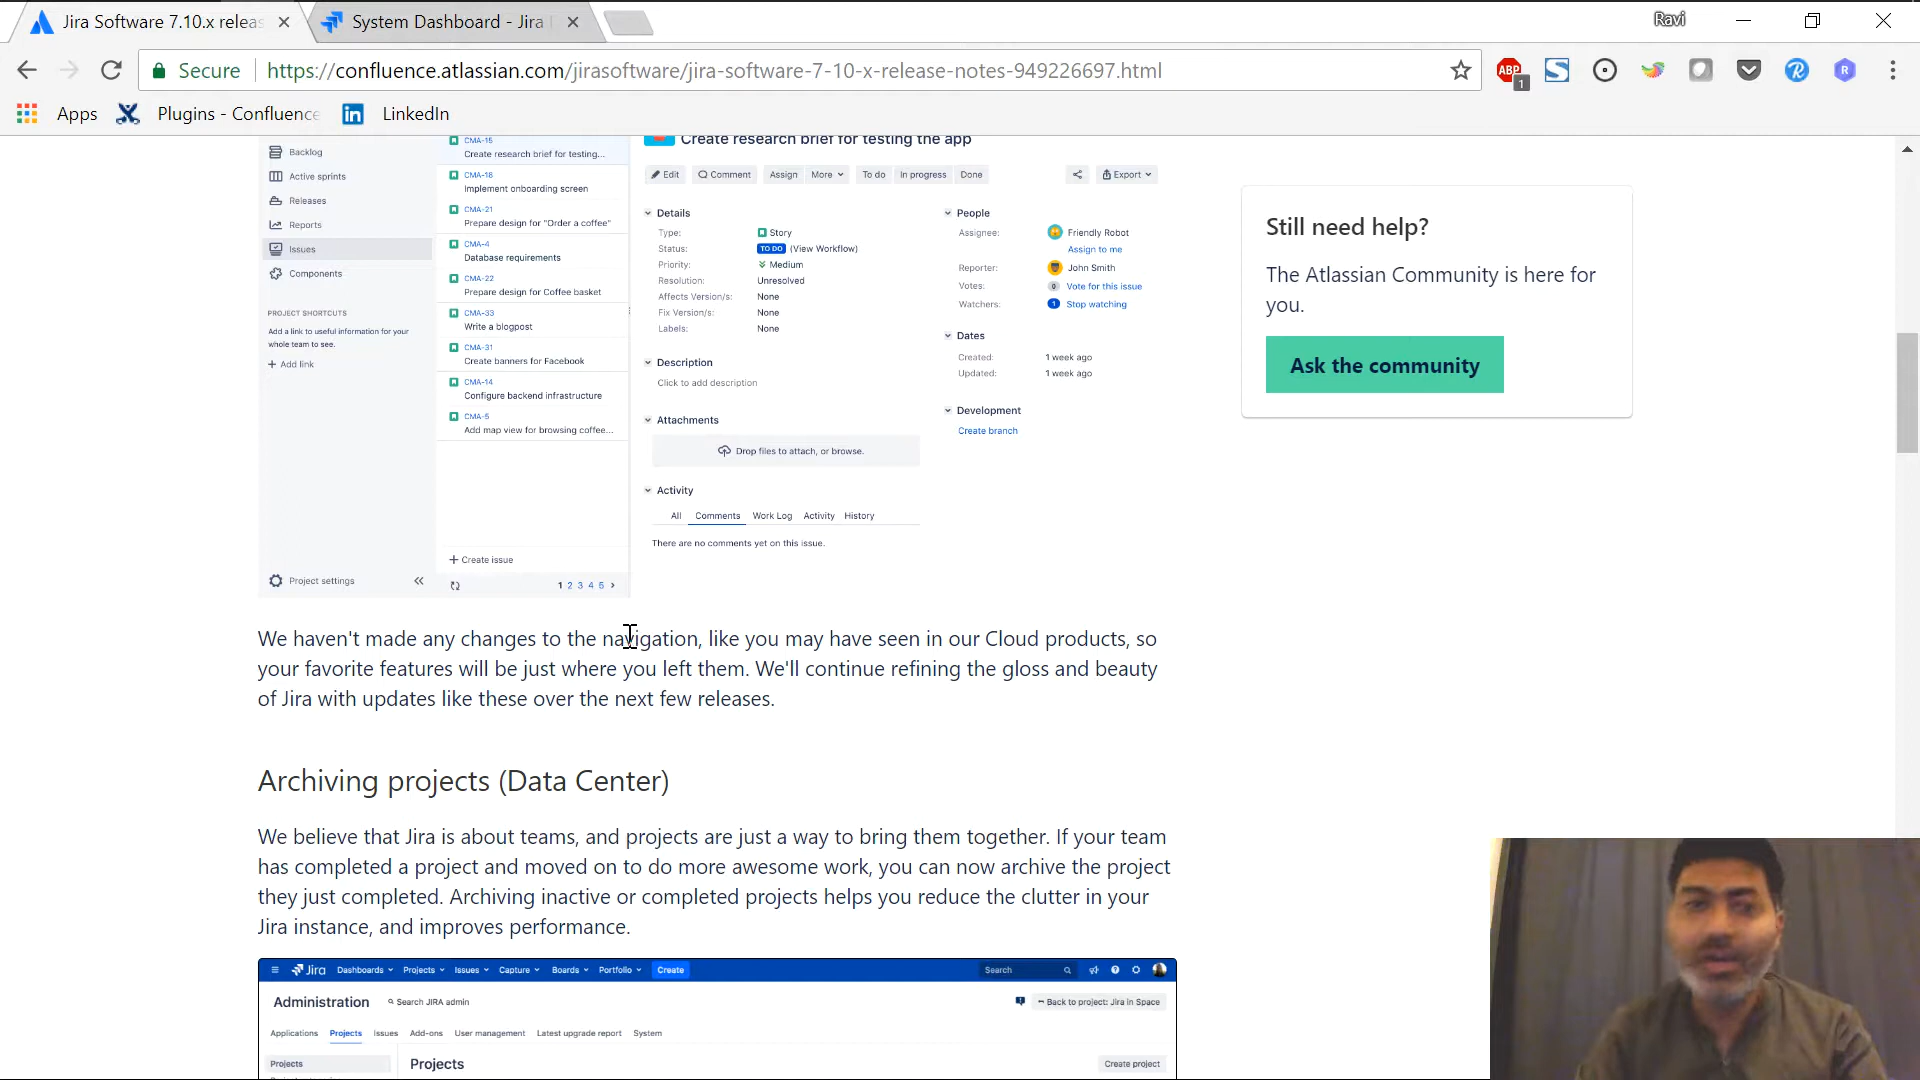 Jira Software 7.10.x relea
System Dashboard - Jira
Ravi
Secure
https://confluence.atlassian.com/jirasoftware/jira-software-7-10-x-release-notes-949226697.html
ABP
1
Apps
Plugins - Confluence
LinkedIn
Backlog
Active sprints
Releases
Reports
Issues
Components
PROJECT SHORTCUTS
Add a link to useful information for your
whole team to see.
+ Add link
Project settings
CMA-15
Create research brief for testing...
CMA-18
Implement onboarding screen
CMA-21
Prepare design for "Order a coffee"
CMA-4
Database requirements
CMA-22
Prepare design for Coffee basket
CMA-33
Write a blogpost
CMA-31
Create banners for Facebook
CMA-14
Configure backend infrastructure
CMA-5
Add map view for browsing coffee...
+ Create issue
1 2 3 4 5 >
Create research brief for testing the app
Edit Comment Assign More To do In progress Done Export
Details
Type: Story
Status: TO DO (View Workflow)
Priority: Medium
Resolution: Unresolved
Affects Version/s: None
Fix Version/s: None
Labels: None
Description
Click to add description
Attachments
Drop files to attach, or browse.
Activity
All Comments Work Log Activity History
There are no comments yet on this issue.
People
Assignee: Friendly Robot
Assign to me
Reporter: John Smith
Votes: 0 Vote for this issue
Watchers: 1 Stop watching
Dates
Created: 1 week ago
Updated: 1 week ago
Development
Create branch
Still need help?
The Atlassian Community is here for
you.
Ask the community
We haven't made any changes to the navigation, like you may have seen in our Cloud products, so
your favorite features will be just where you left them. We'll continue refining the gloss and beauty
of Jira with updates like these over the next few releases.
Archiving projects (Data Center)
We believe that Jira is about teams, and projects are just a way to bring them together. If your team
has completed a project and moved on to do more awesome work, you can now archive the project
they just completed. Archiving inactive or completed projects helps you reduce the clutter in your
Jira instance, and improves performance.
Jira Dashboards Projects Issues Capture Boards Portfolio Create Search
Administration Search JIRA admin Back to project: Jira in Space
Applications Projects Issues Add-ons User management Latest upgrade report System
Projects
Projects Create project